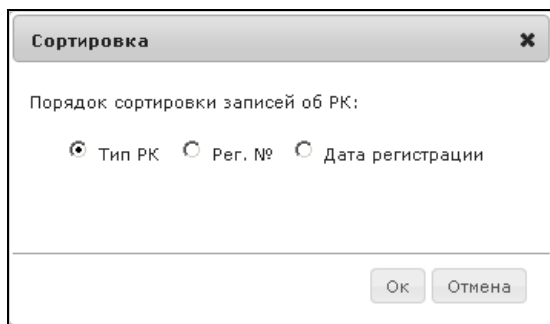 Сортировка
Порядок сортировки записей об РК:
Тип РК Рег. № Дата регистрации
Ок Отмена